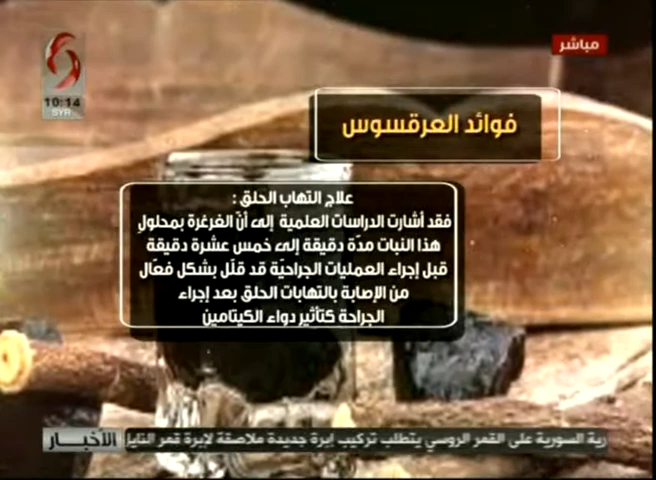 مباشر
10:14
SYR
فوائد العرقسوس
علاج التهاب الحلق :
فقد أشارت الدراسات العلمية إلى أنّ الغرغرة بمحلول
هذا النبات مدّة دقيقة إلى خمس عشرة دقيقة
قبل إجراء العمليات الجراحيّة قد قلّل بشكل فعّال
من الإصابة بالتهابات الحلق بعد إجراء
الجراحة كتأثير دواء الكيتامين
الأخبار
رية السورية على القمر الروسي يتطلب تركيب إبرة جديدة ملاصقة لإبرة قمر النايل